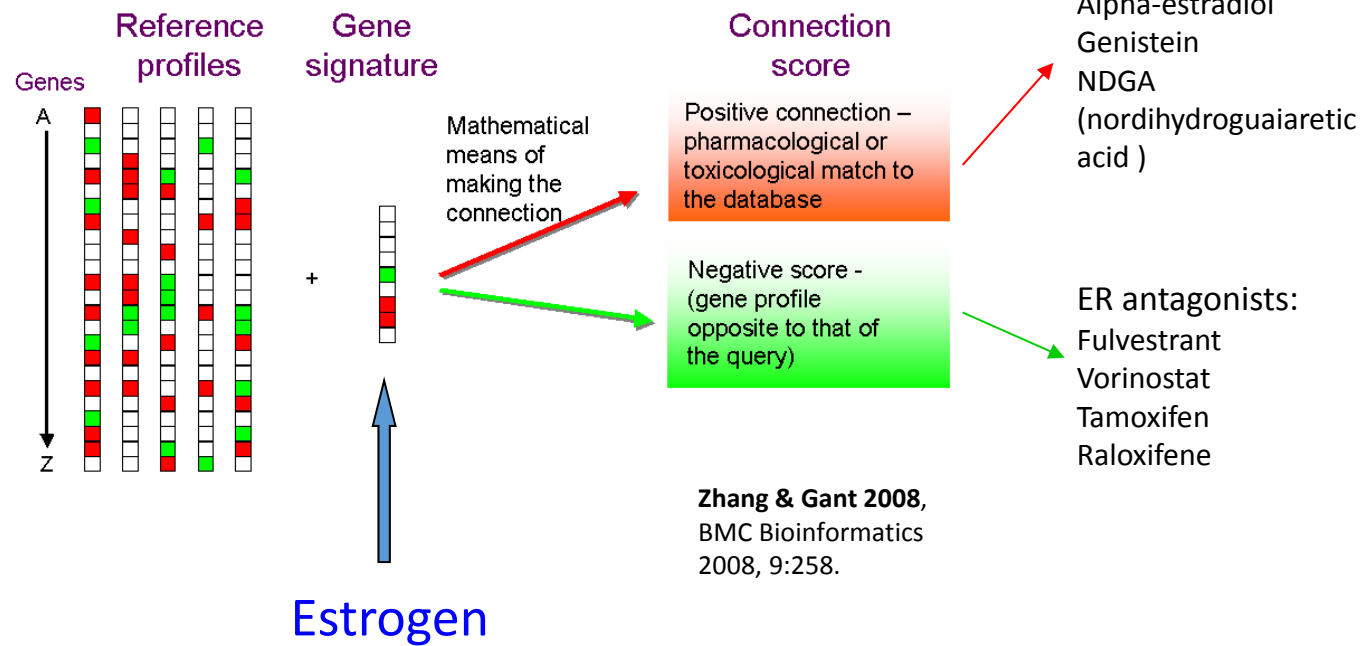 Reference
profiles
Gene
signature
Connection
score
Genes
A
Z
+
Mathematical
means of
making the
connection
Positive connection –
pharmacological or
toxicological match to
the database
Negative score -
(gene profile
opposite to that of
the query)
Alpha-estradiol
Genistein
NDGA
(nordihydroguaiaretic
acid )
ER antagonists:
Fulvestrant
Vorinostat
Tamoxifen
Raloxifene
Zhang & Gant 2008,
BMC Bioinformatics
2008, 9:258.
Estrogen